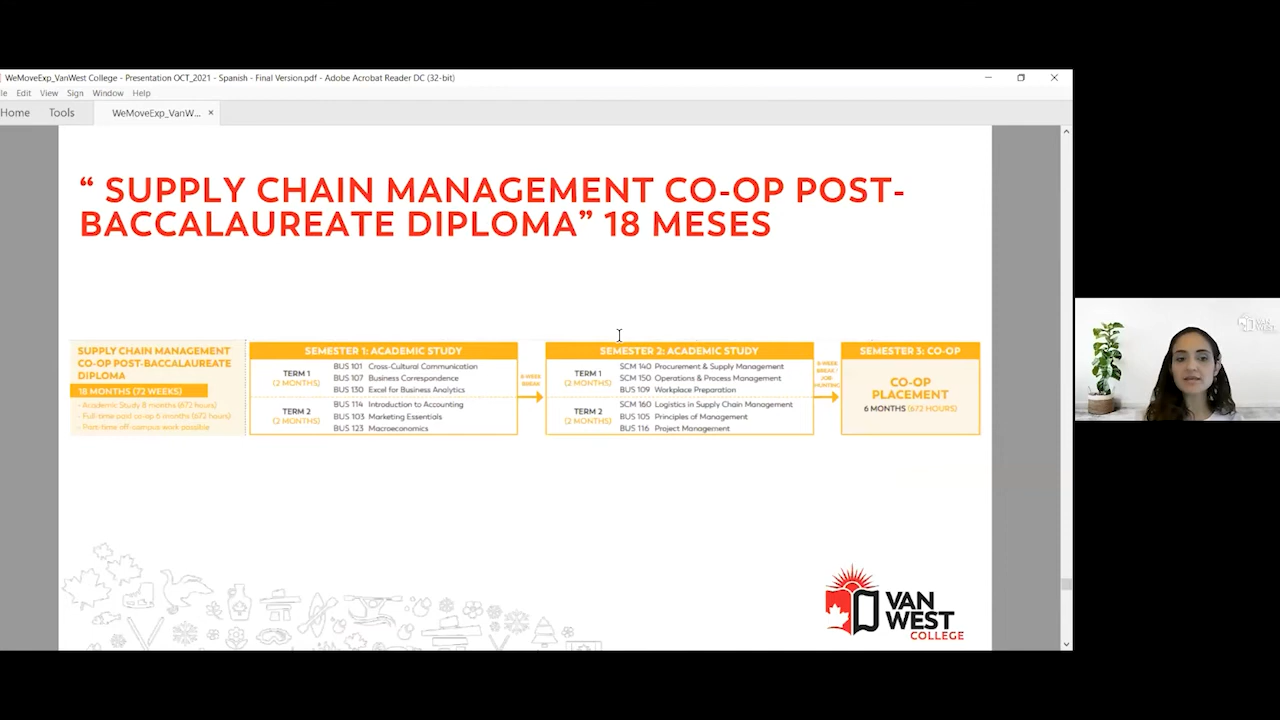 WeMoveExp_VanWest College - Presentation OCT_2021 - Spanish - Final Version.pdf - Adobe Acrobat Reader DC (32-bit)
le Edit View Sign Window Help
Home Tools WeMoveExp_VanW... ×
“ SUPPLY CHAIN MANAGEMENT CO-OP POST-
BACCALAUREATE DIPLOMA” 18 MESES
SUPPLY CHAIN MANAGEMENT
CO-OP POST-BACCALAUREATE
DIPLOMA
18 MONTHS (72 WEEKS)
- Academic Study 8 months (672 hours)
- Full-time post co-op 6 months (672 hours)
- Part-time off-campus work possible
SEMESTER 1: ACADEMIC STUDY
TERM 1
(2 MONTHS)
BUS 101 Cross-Cultural Communication
BUS 107 Business Correspondence
BUS 130 Excel for Business Analytics
TERM 2
(2 MONTHS)
BUS 114 Introduction to Accounting
BUS 103 Marketing Essentials
BUS 123 Macroeconomics
-WEEK
BREAK
SEMESTER 2: ACADEMIC STUDY
TERM 1
(2 MONTHS)
SCM 140 Procurement & Supply Management
SCM 150 Operations & Process Management
BUS 109 Workplace Preparation
TERM 2
(2 MONTHS)
SCM 160 Logistics in Supply Chain Management
BUS 105 Principles of Management
BUS 116 Project Management
-WEEK
BREAK
JOB
HUNTING
SEMESTER 3: CO-OP
CO-OP
PLACEMENT
6 MONTHS (672 HOURS)
VAN
WEST
COLLEGE
VAN
WEST